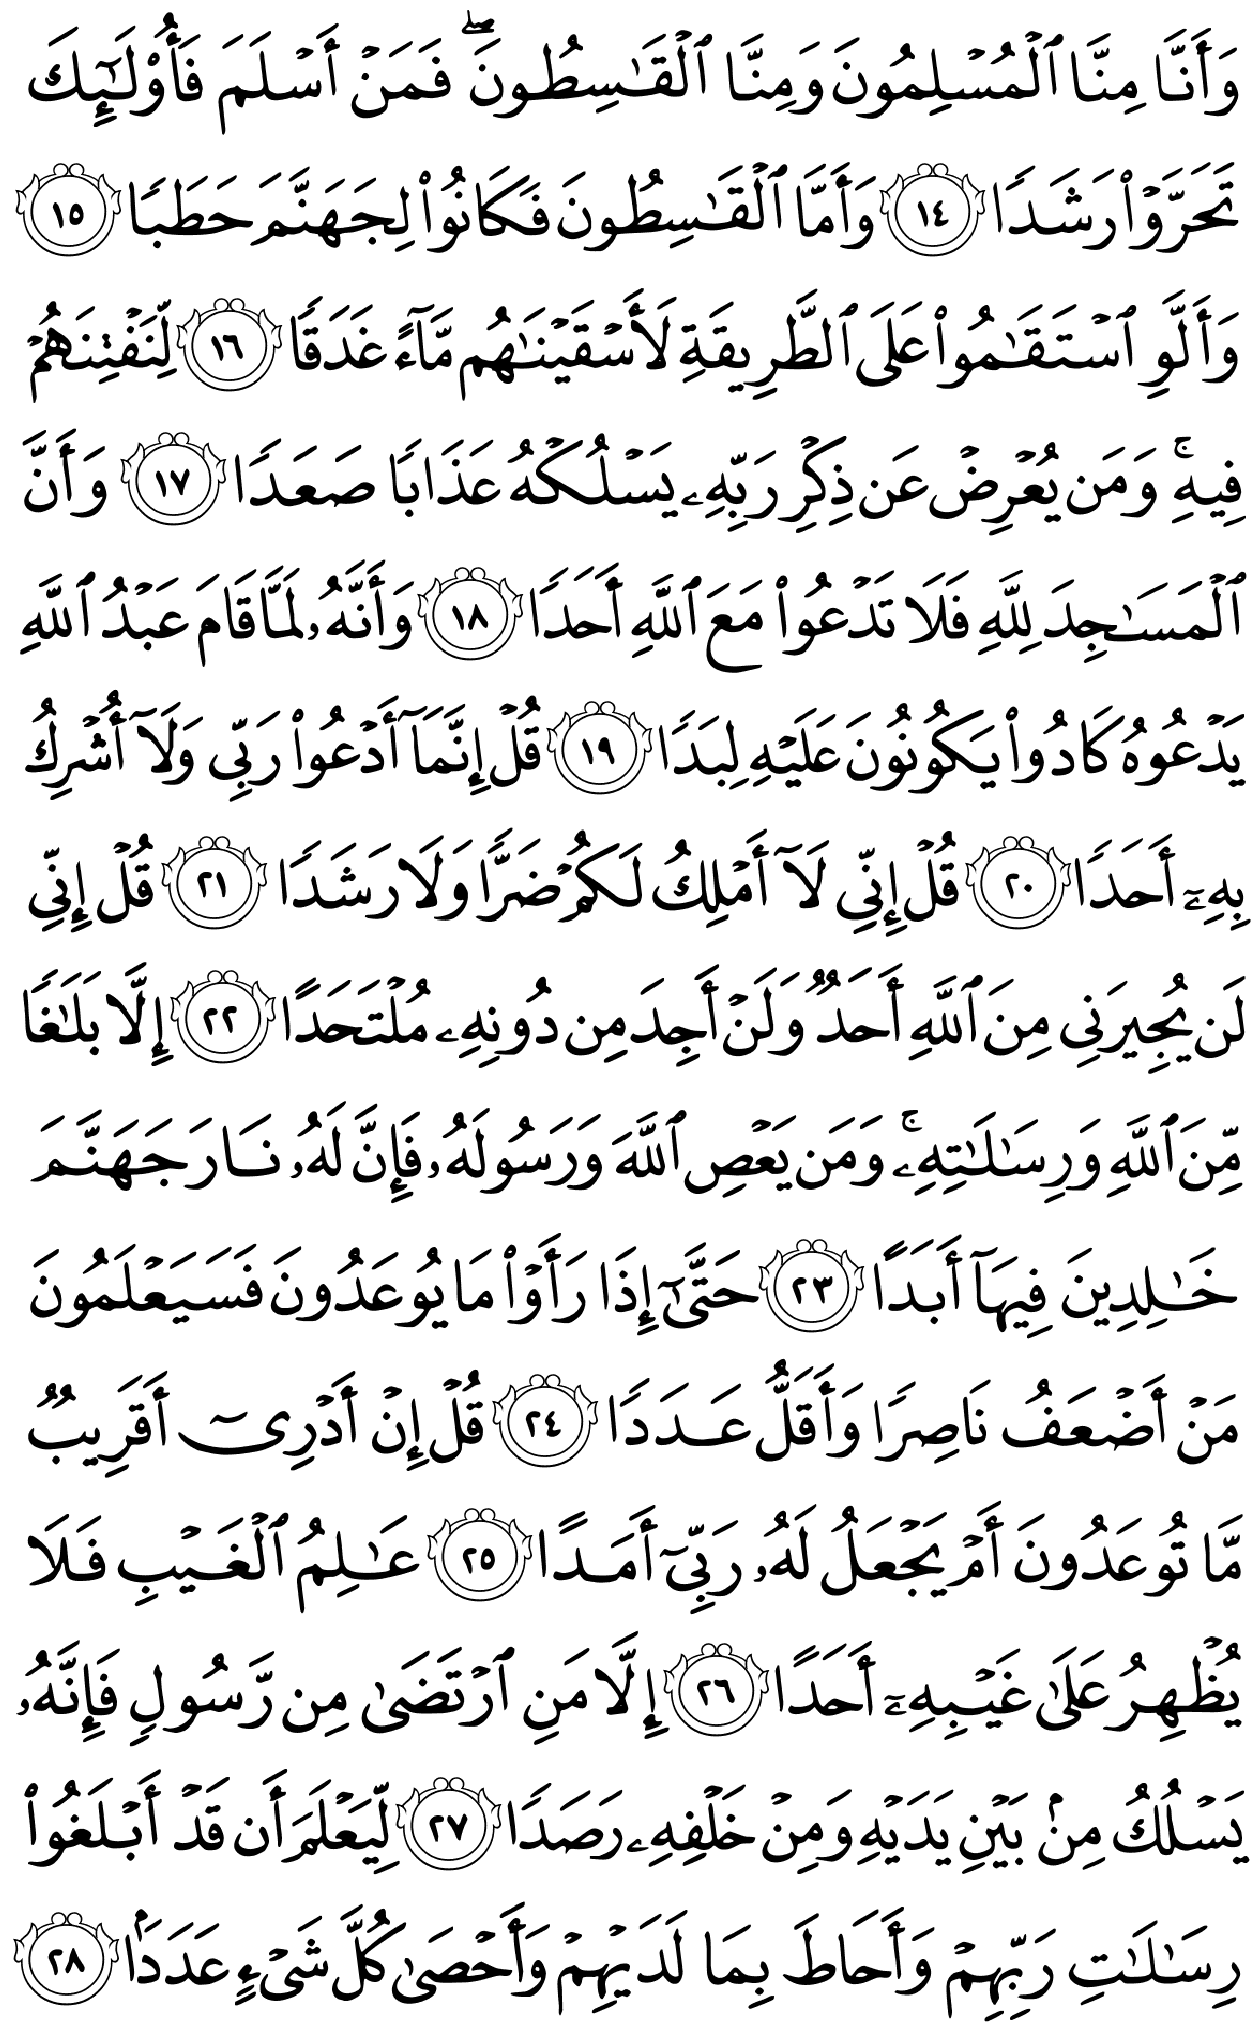 وَأَنَّا مِنَّا ٱلْمُسْلِمُونَ وَمِنَّا ٱلْقَـٰسِطُونَ ۖ فَمَنْ أَسْلَمَ فَأُو۟لَـٰٓئِكَ
تَحَرَّوْا۟ رَشَدًا ١٤ وَأَمَّا ٱلْقَـٰسِطُونَ فَكَانُوا۟ لِجَهَنَّمَ حَطَبًا ١٥
وَأَلَّوِ ٱسْتَقَـٰمُوا۟ عَلَى ٱلطَّرِيقَةِ لَأَسْقَيْنَـٰهُم مَّآءً غَدَقًا ١٦ لِّنَفْتِنَهُمْ
فِيهِ ۚ وَمَن يُعْرِضْ عَن ذِكْرِ رَبِّهِۦ يَسْلُكْهُ عَذَابًا صَعَدًا ١٧ وَأَنَّ
ٱلْمَسَـٰجِدَ لِلَّهِ فَلَا تَدْعُوا۟ مَعَ ٱللَّهِ أَحَدًا ١٨ وَأَنَّهُۥ لَمَّا قَامَ عَبْدُ ٱللَّهِ
يَدْعُوهُ كَادُوا۟ يَكُونُونَ عَلَيْهِ لِبَدًا ١٩ قُلْ إِنَّمَآ أَدْعُوا۟ رَبِّى وَلَآ أُشْرِكُ
بِهِۦٓ أَحَدًا ٢٠ قُلْ إِنِّى لَآ أَمْلِكُ لَكُمْ ضَرًّا وَلَا رَشَدًا ٢١ قُلْ إِنِّى
لَن يُجِيرَنِى مِنَ ٱللَّهِ أَحَدٌ وَلَنْ أَجِدَ مِن دُونِهِۦ مُلْتَحَدًا ٢٢ إِلَّا بَلَـٰغًا
مِّنَ ٱللَّهِ وَرِسَـٰلَـٰتِهِۦ ۚ وَمَن يَعْصِ ٱللَّهَ وَرَسُولَهُۥ فَإِنَّ لَهُۥ نَارَ جَهَنَّمَ
خَـٰلِدِينَ فِيهَآ أَبَدًا ٢٣ حَتَّىٰٓ إِذَا رَأَوْا۟ مَا يُوعَدُونَ فَسَيَعْلَمُونَ
مَنْ أَضْعَفُ نَاصِرًا وَأَقَلُّ عَدَدًا ٢٤ قُلْ إِنْ أَدْرِىٓ أَقَرِيبٌ
مَّا تُوعَدُونَ أَمْ يَجْعَلُ لَهُۥ رَبِّىٓ أَمَدًا ٢٥ عَـٰلِمُ ٱلْغَيْبِ فَلَا
يُظْهِرُ عَلَىٰ غَيْبِهِۦٓ أَحَدًا ٢٦ إِلَّا مَنِ ٱرْتَضَىٰ مِن رَّسُولٍ فَإِنَّهُۥ
يَسْلُكُ مِنۢ بَيْنِ يَدَيْهِ وَمِنْ خَلْفِهِۦ رَصَدًا ٢٧ لِّيَعْلَمَ أَن قَدْ أَبْلَغُوا۟
رِسَـٰلَـٰتِ رَبِّهِمْ وَأَحَاطَ بِمَا لَدَيْهِمْ وَأَحْصَىٰ كُلَّ شَىْءٍ عَدَدَۢا ٢٨